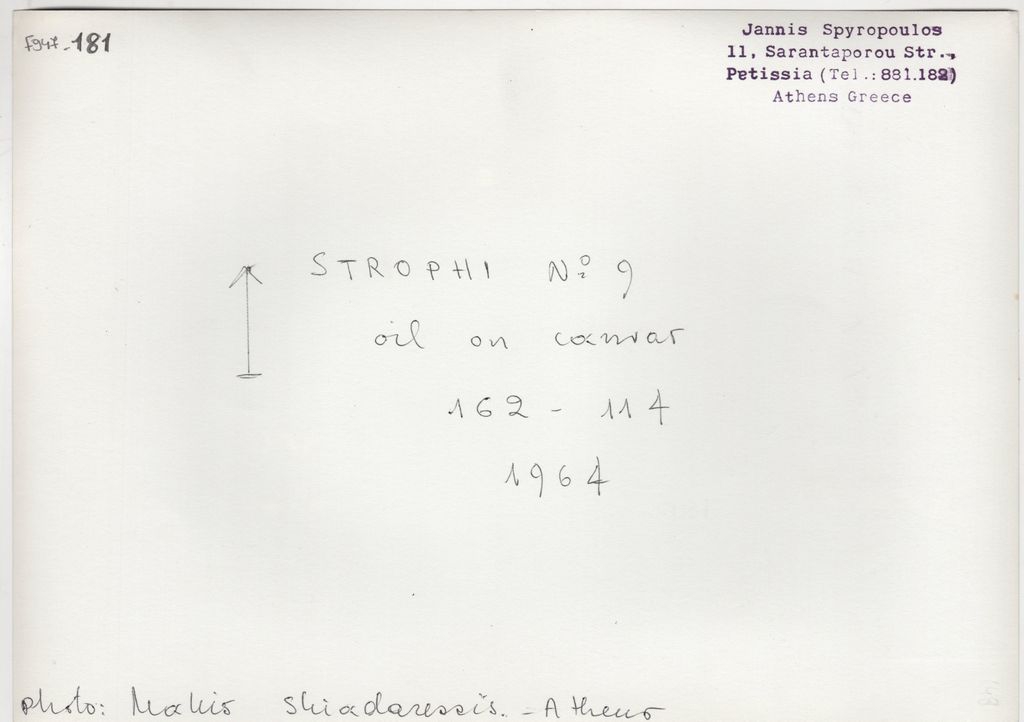 F947-181
Jannis Spyropoulos
11, Sarantaporou Str.,
Patissia (Tel.: 881.182)
Athens Greece
STROPHI Nº 9
oil on canvas
162 - 114
1964
photo: Makis Skiadaressis. - Athens